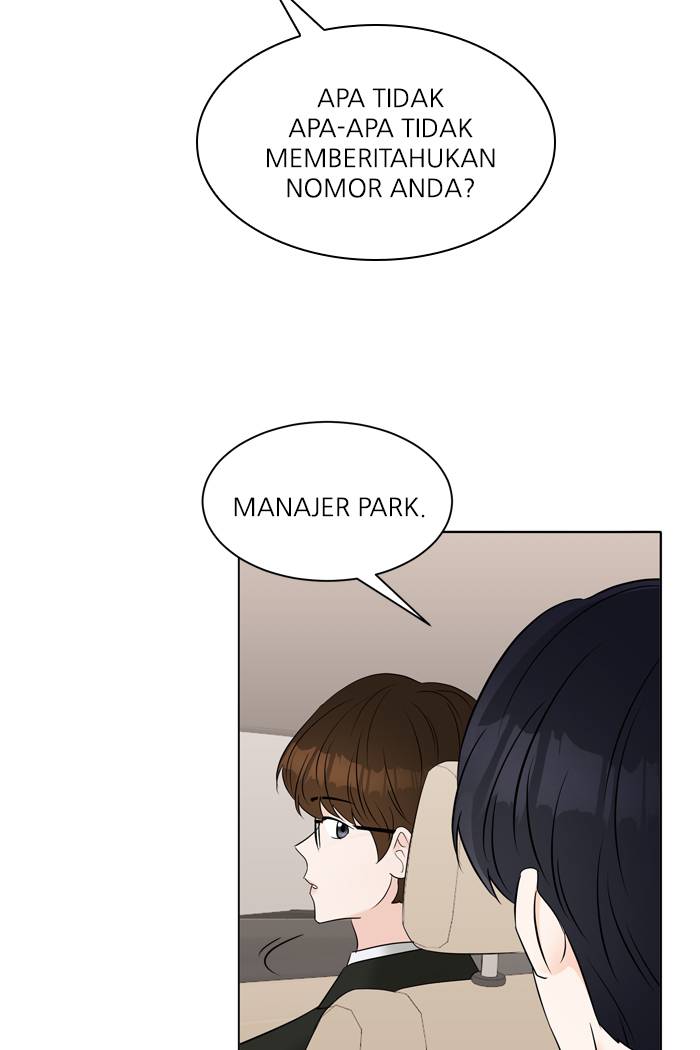 APA TIDAK
APA-APA TIDAK
MEMBERITAHUKAN
NOMOR ANDA?
MANAJER PARK.